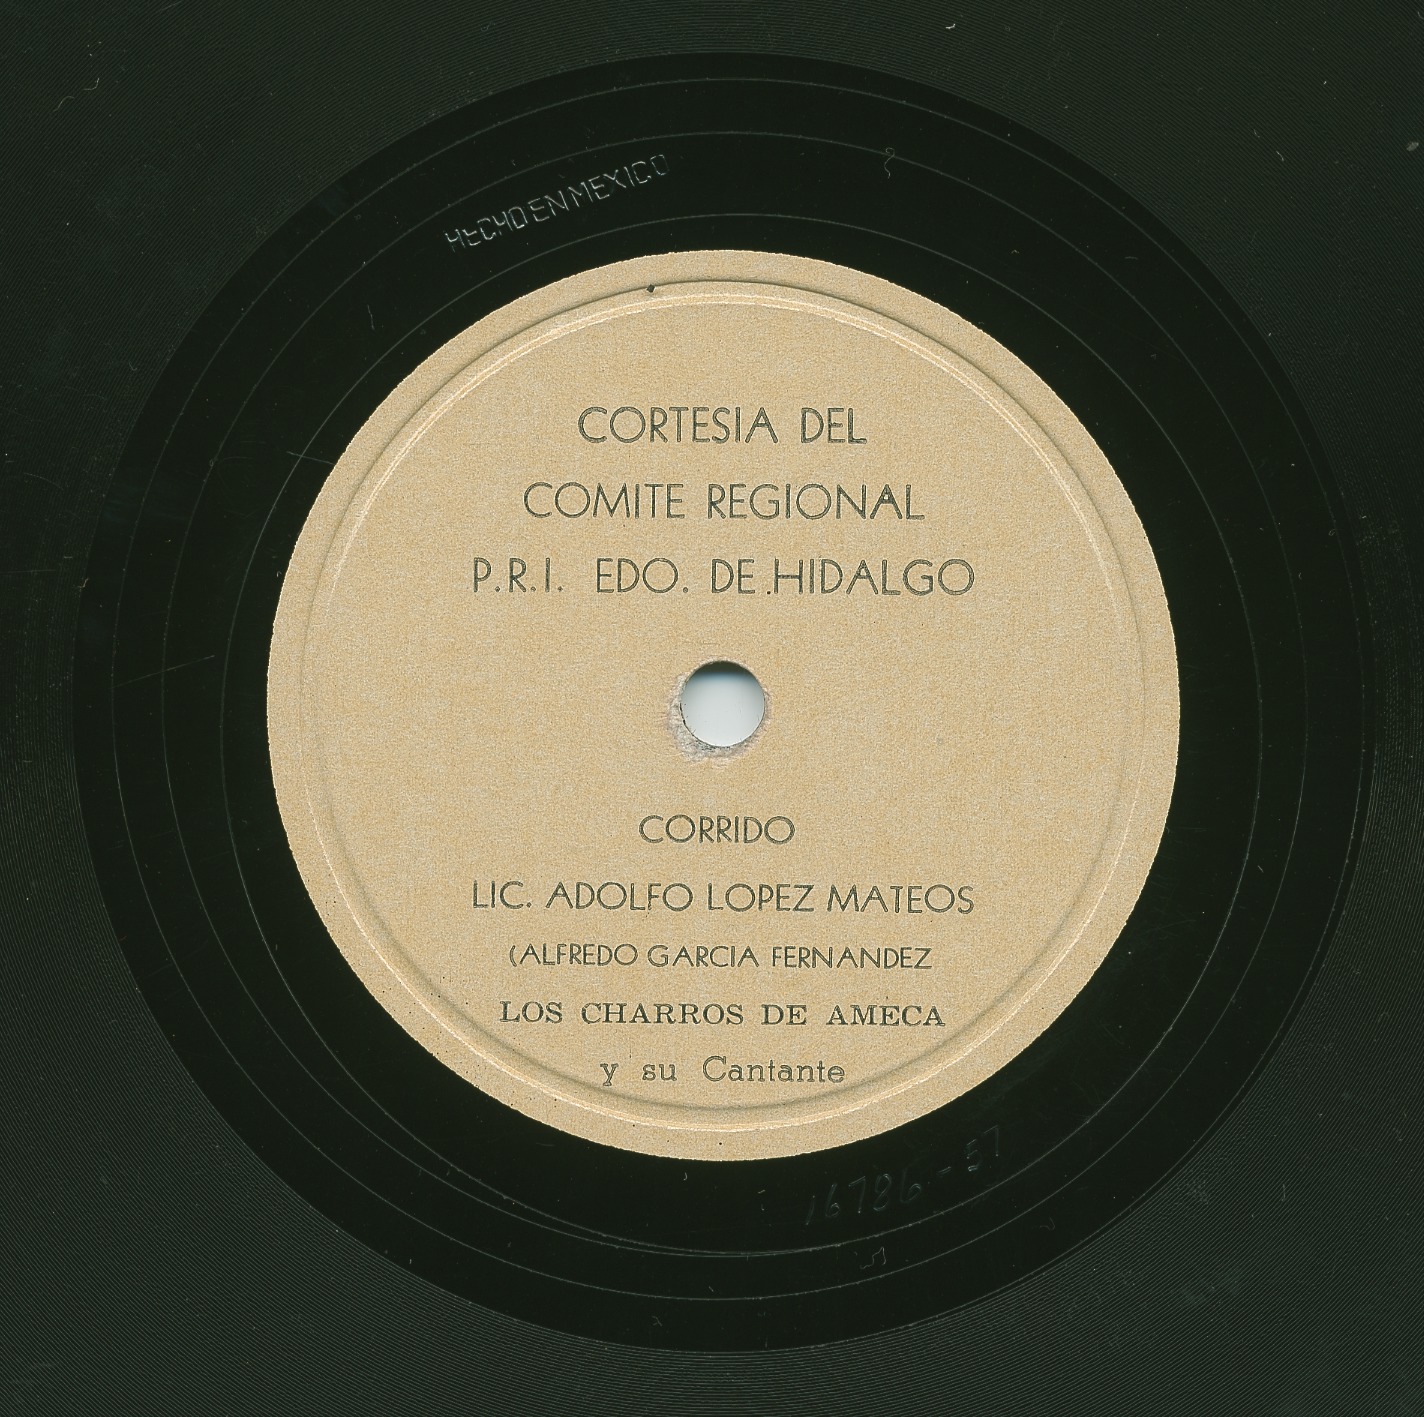 HECHO EN MEXICO
CORTESIA DEL
COMITE REGIONAL
P.R.I. EDO. DE HIDALGO
CORRIDO
LIC. ADOLFO LOPEZ MATEOS
(ALFREDO GARCIA FERNANDEZ
LOS CHARROS DE AMECA
y su Cantante
16786-57